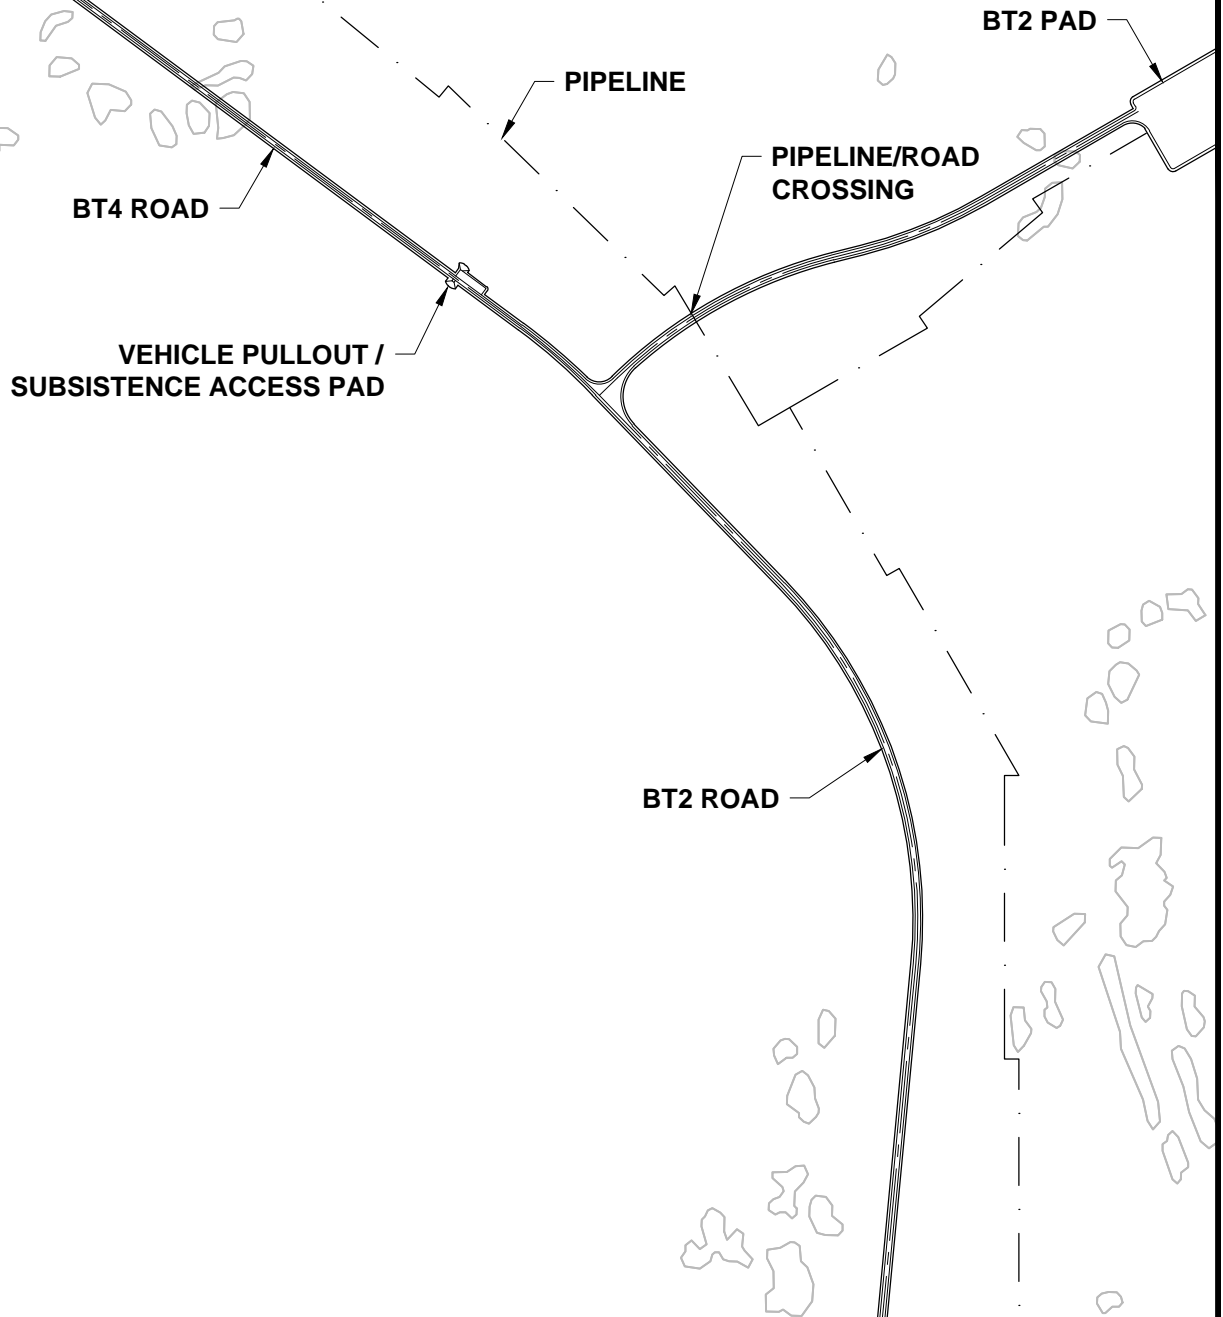 BT2 PAD
PIPELINE
PIPELINE/ROAD
CROSSING
BT4 ROAD
VEHICLE PULLOUT /
SUBSISTENCE ACCESS PAD
BT2 ROAD